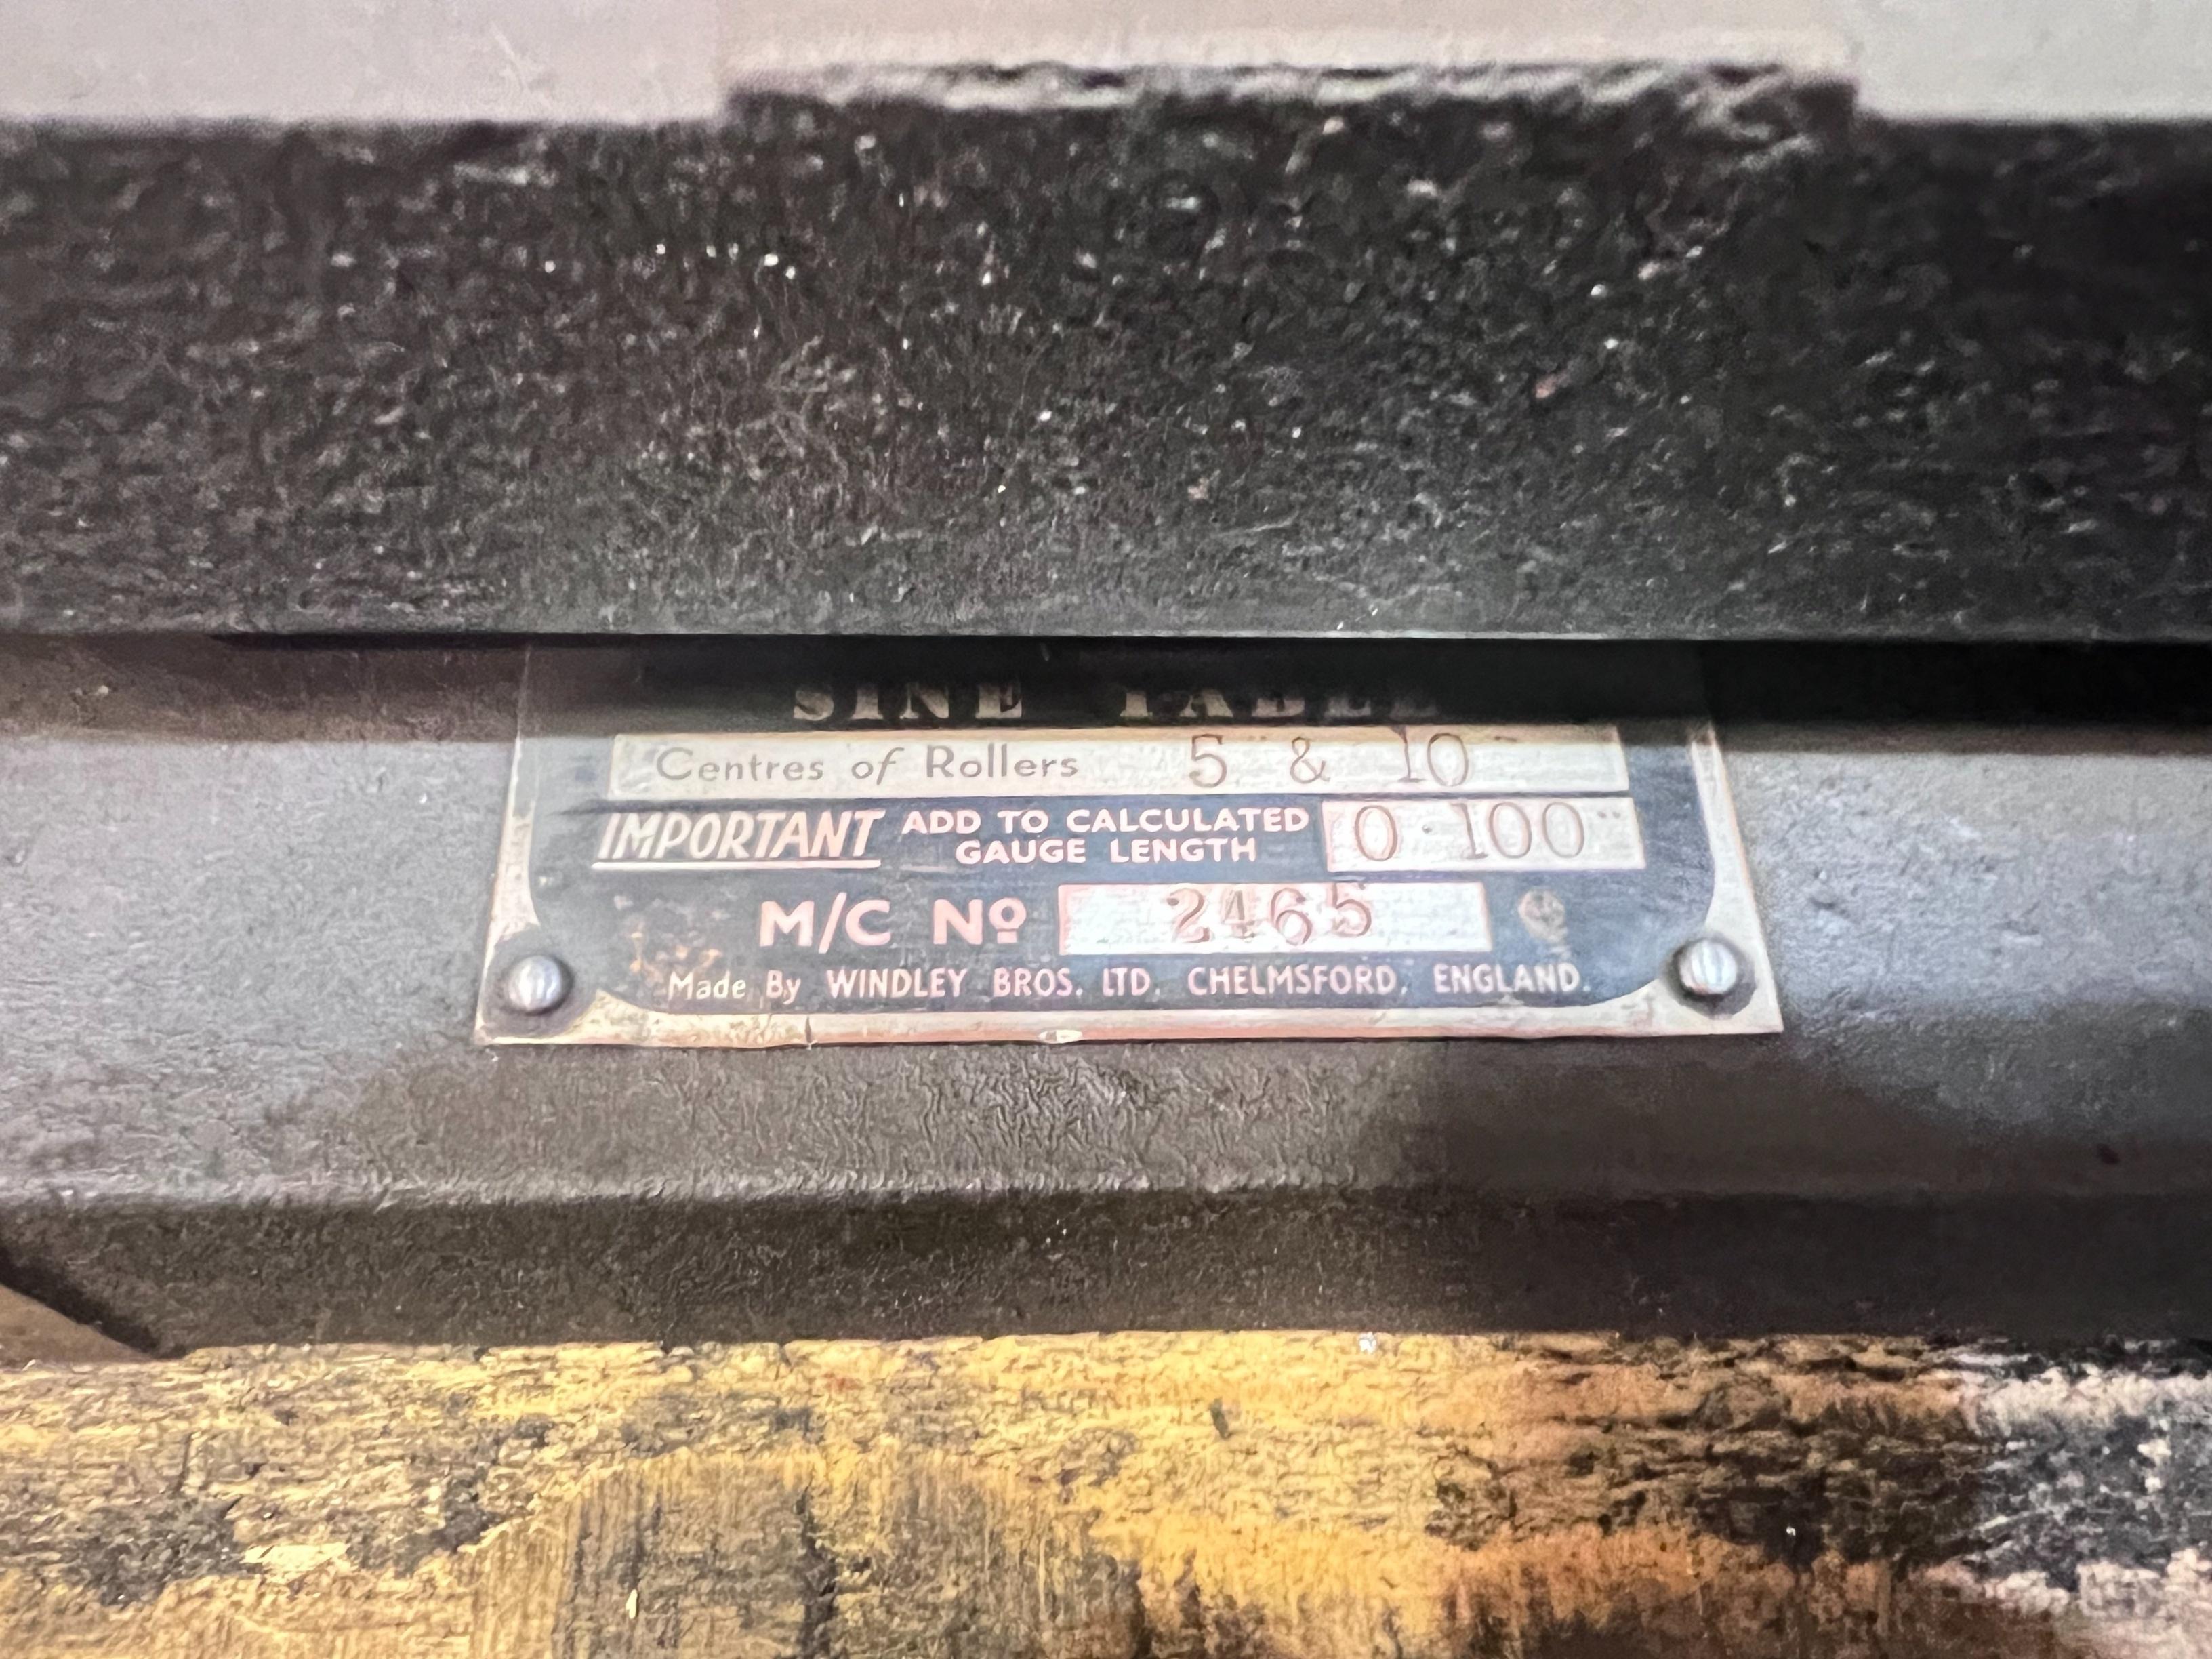 SINE TABLE
Centres of Rollers 5" & 10"
IMPORTANT ADD TO CALCULATED
GAUGE LENGTH 0·100"
M/C Nº 2465
Made By WINDLEY BROS. LTD. CHELMSFORD, ENGLAND.